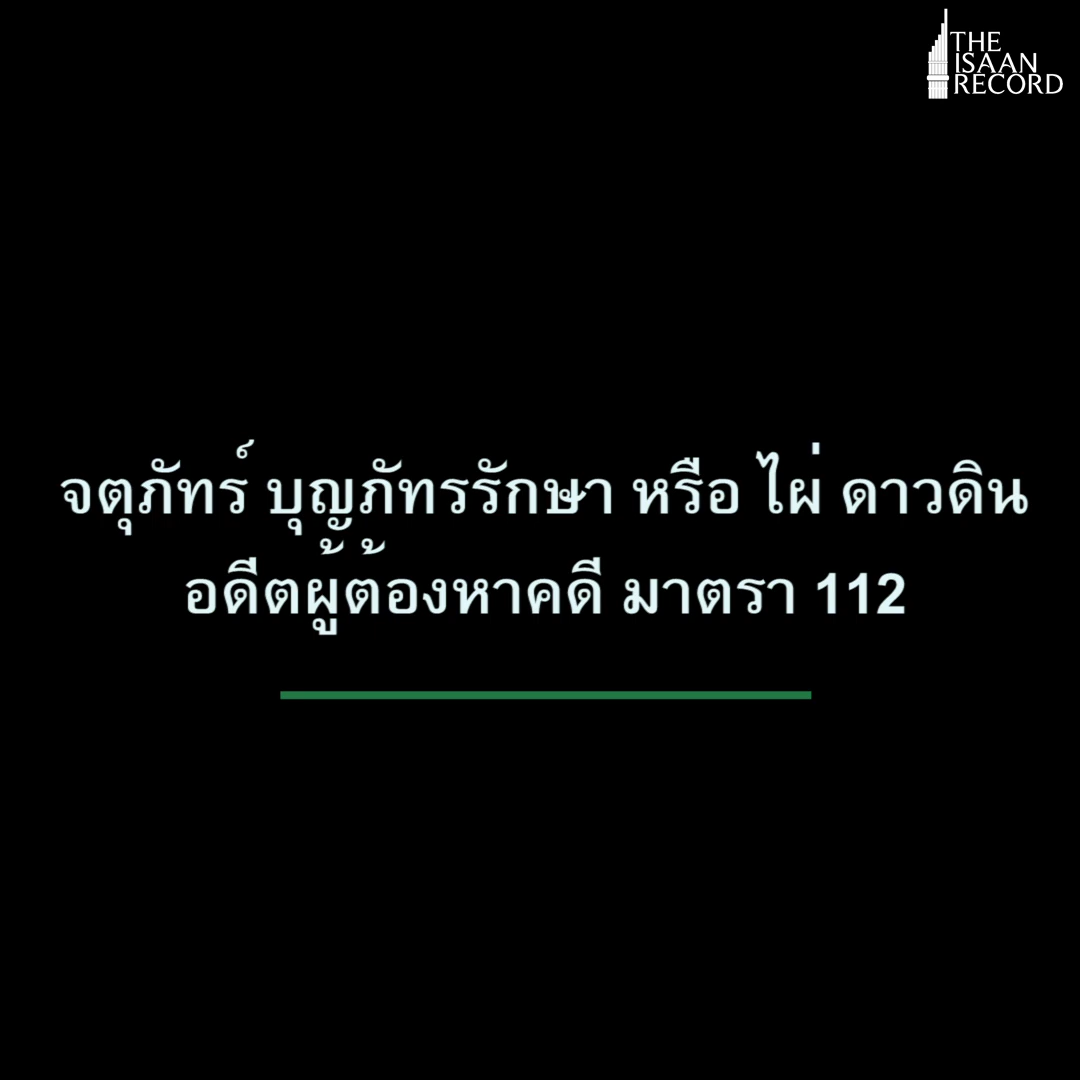 THE
ISAAN
RECORD
จตุภัทร์ บุญภัทรรักษา หรือ ไผ่ ดาวดิน
อดีตผู้ต้องหาคดี มาตรา 112